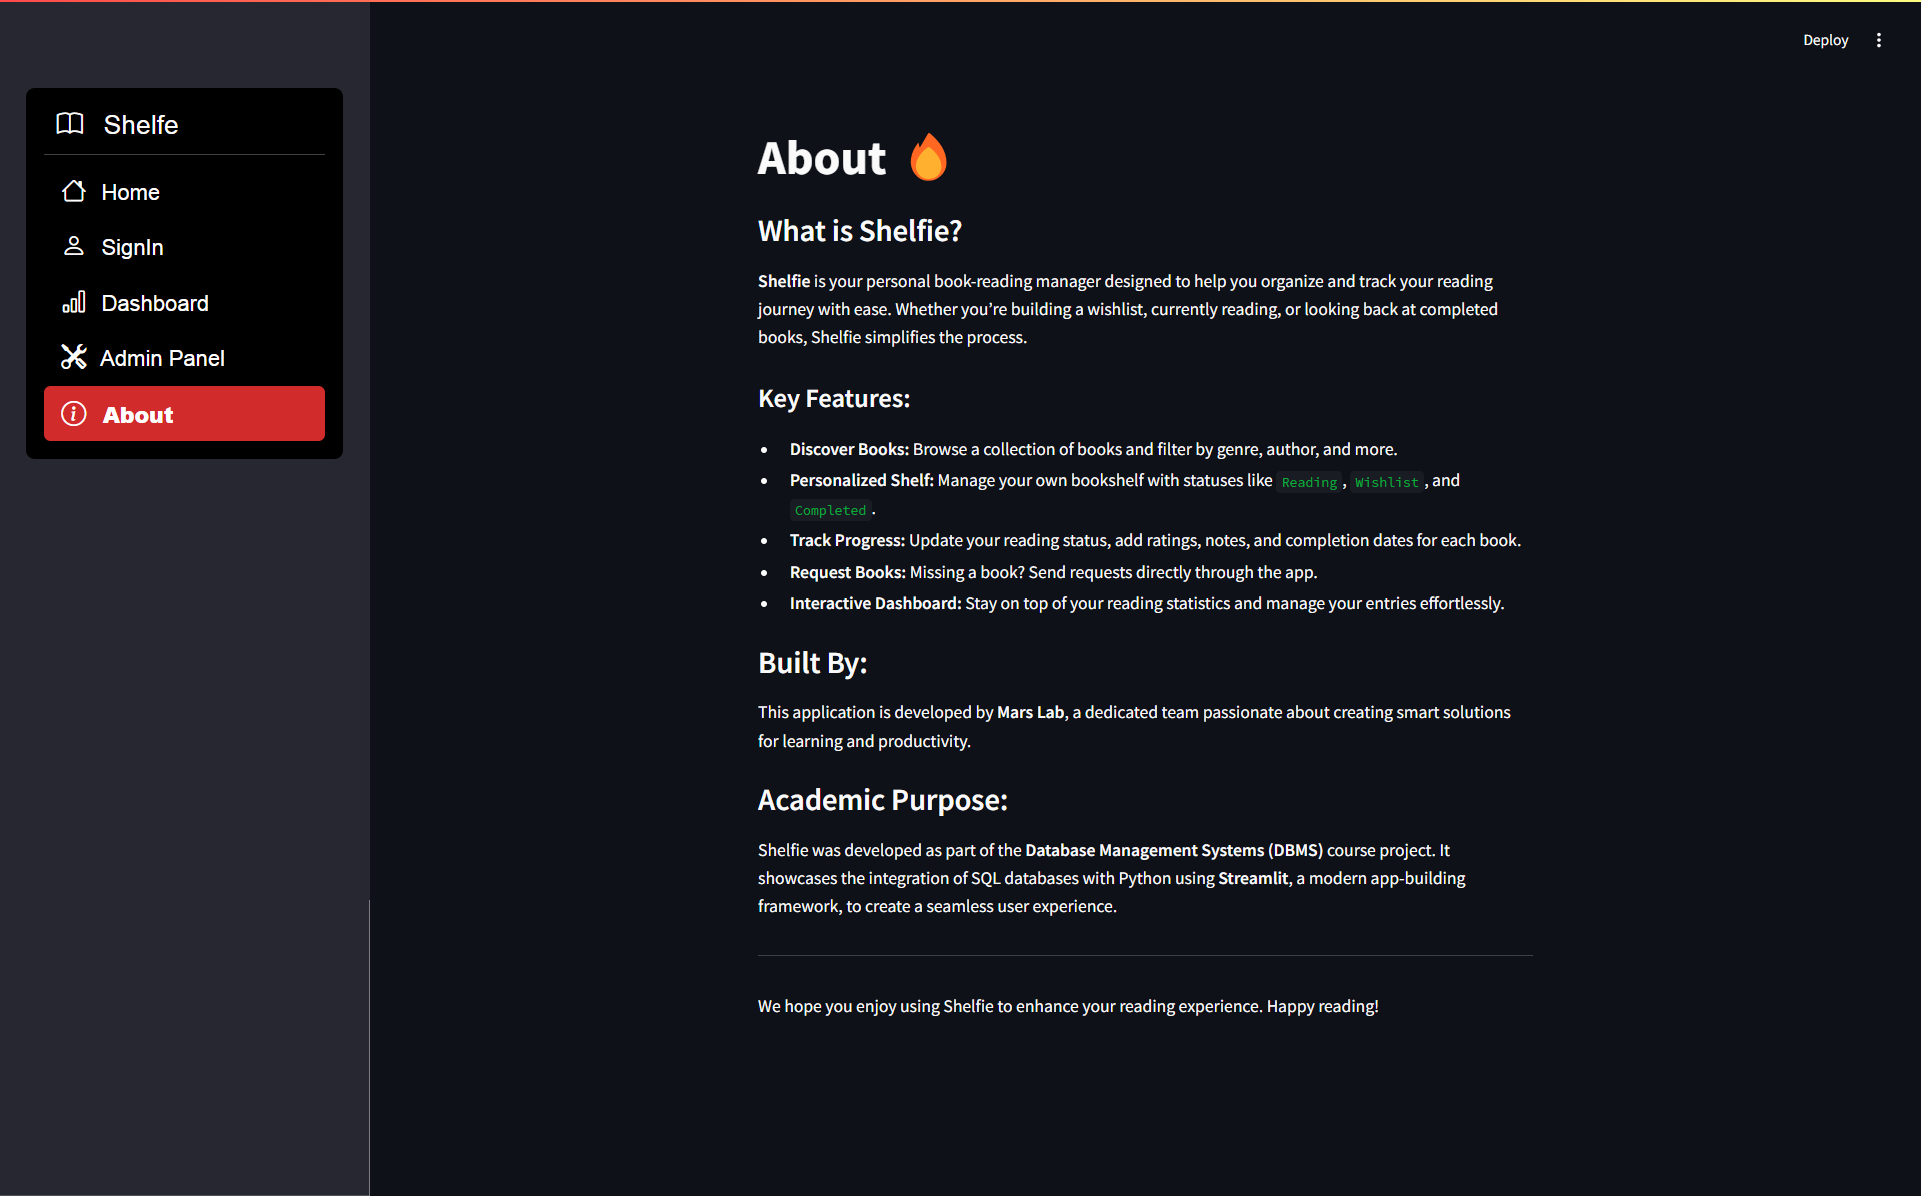 Deploy
Shelfe
Home
SignIn
Dashboard
Admin Panel
About
About
What is Shelfie?
Shelfie is your personal book-reading manager designed to help you organize and track your reading
journey with ease. Whether you’re building a wishlist, currently reading, or looking back at completed
books, Shelfie simplifies the process.
Key Features:
• Discover Books: Browse a collection of books and filter by genre, author, and more.
• Personalized Shelf: Manage your own bookshelf with statuses like Reading, Wishlist, and
Completed.
• Track Progress: Update your reading status, add ratings, notes, and completion dates for each book.
• Request Books: Missing a book? Send requests directly through the app.
• Interactive Dashboard: Stay on top of your reading statistics and manage your entries effortlessly.
Built By:
This application is developed by Mars Lab, a dedicated team passionate about creating smart solutions
for learning and productivity.
Academic Purpose:
Shelfie was developed as part of the Database Management Systems (DBMS) course project. It
showcases the integration of SQL databases with Python using Streamlit, a modern app-building
framework, to create a seamless user experience.
We hope you enjoy using Shelfie to enhance your reading experience. Happy reading!